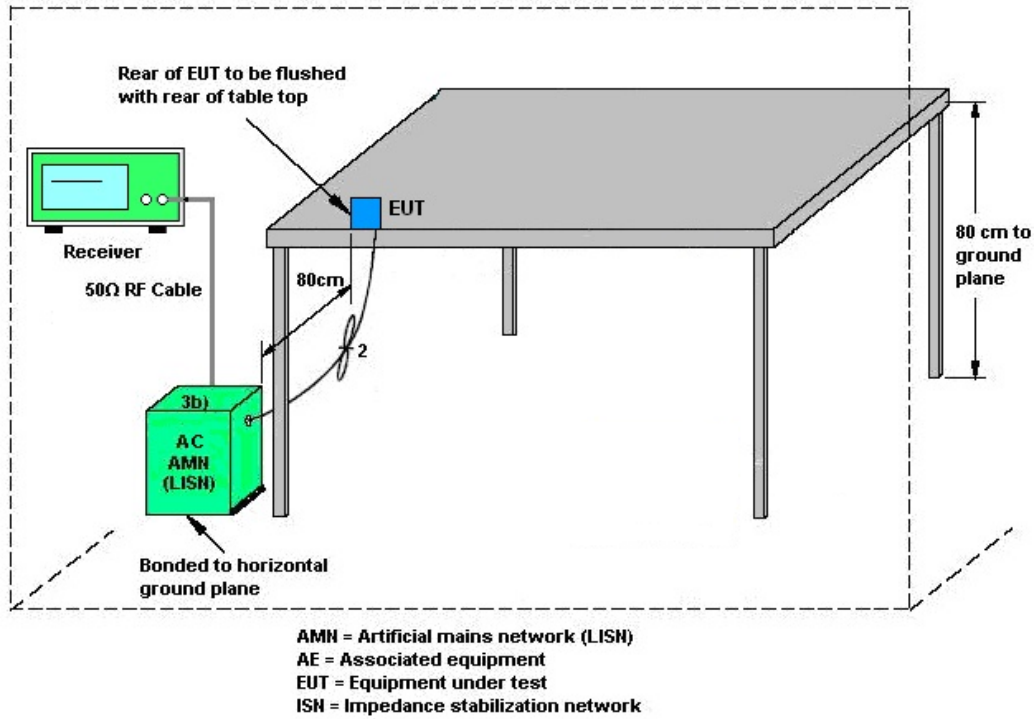 Rear of EUT to be flushed
with rear of table top
EUT
Receiver
80cm
50Ω RF Cable
80 cm to
ground
plane
2
3b)
AC
AMN
(LISN)
Bonded to horizontal
ground plane
AMN = Artificial mains network (LISN)
AE = Associated equipment
EUT = Equipment under test
ISN = Impedance stabilization network